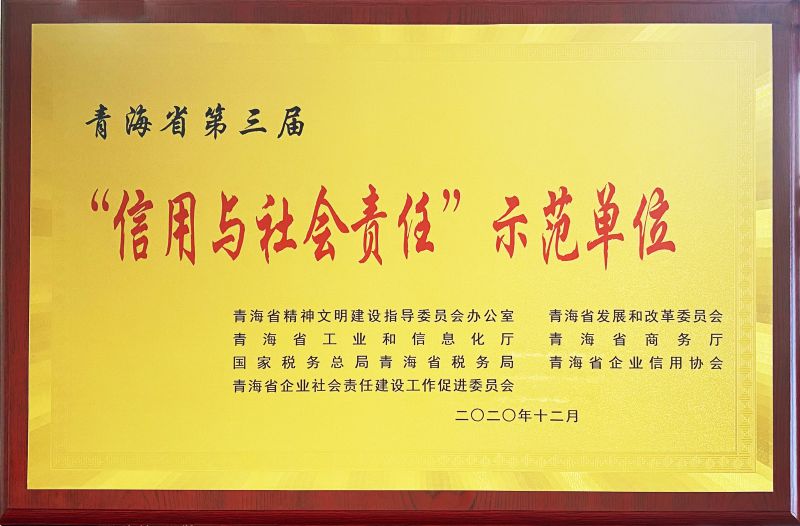 青海省第三届
“信用与社会责任”示范单位
青海省精神文明建设指导委员会办公室 青海省发展和改革委员会
青海省工业和信息化厅 青海省商务厅
国家税务总局青海省税务局 青海省企业信用协会
青海省企业社会责任建设工作促进委员会
二〇二〇年十二月